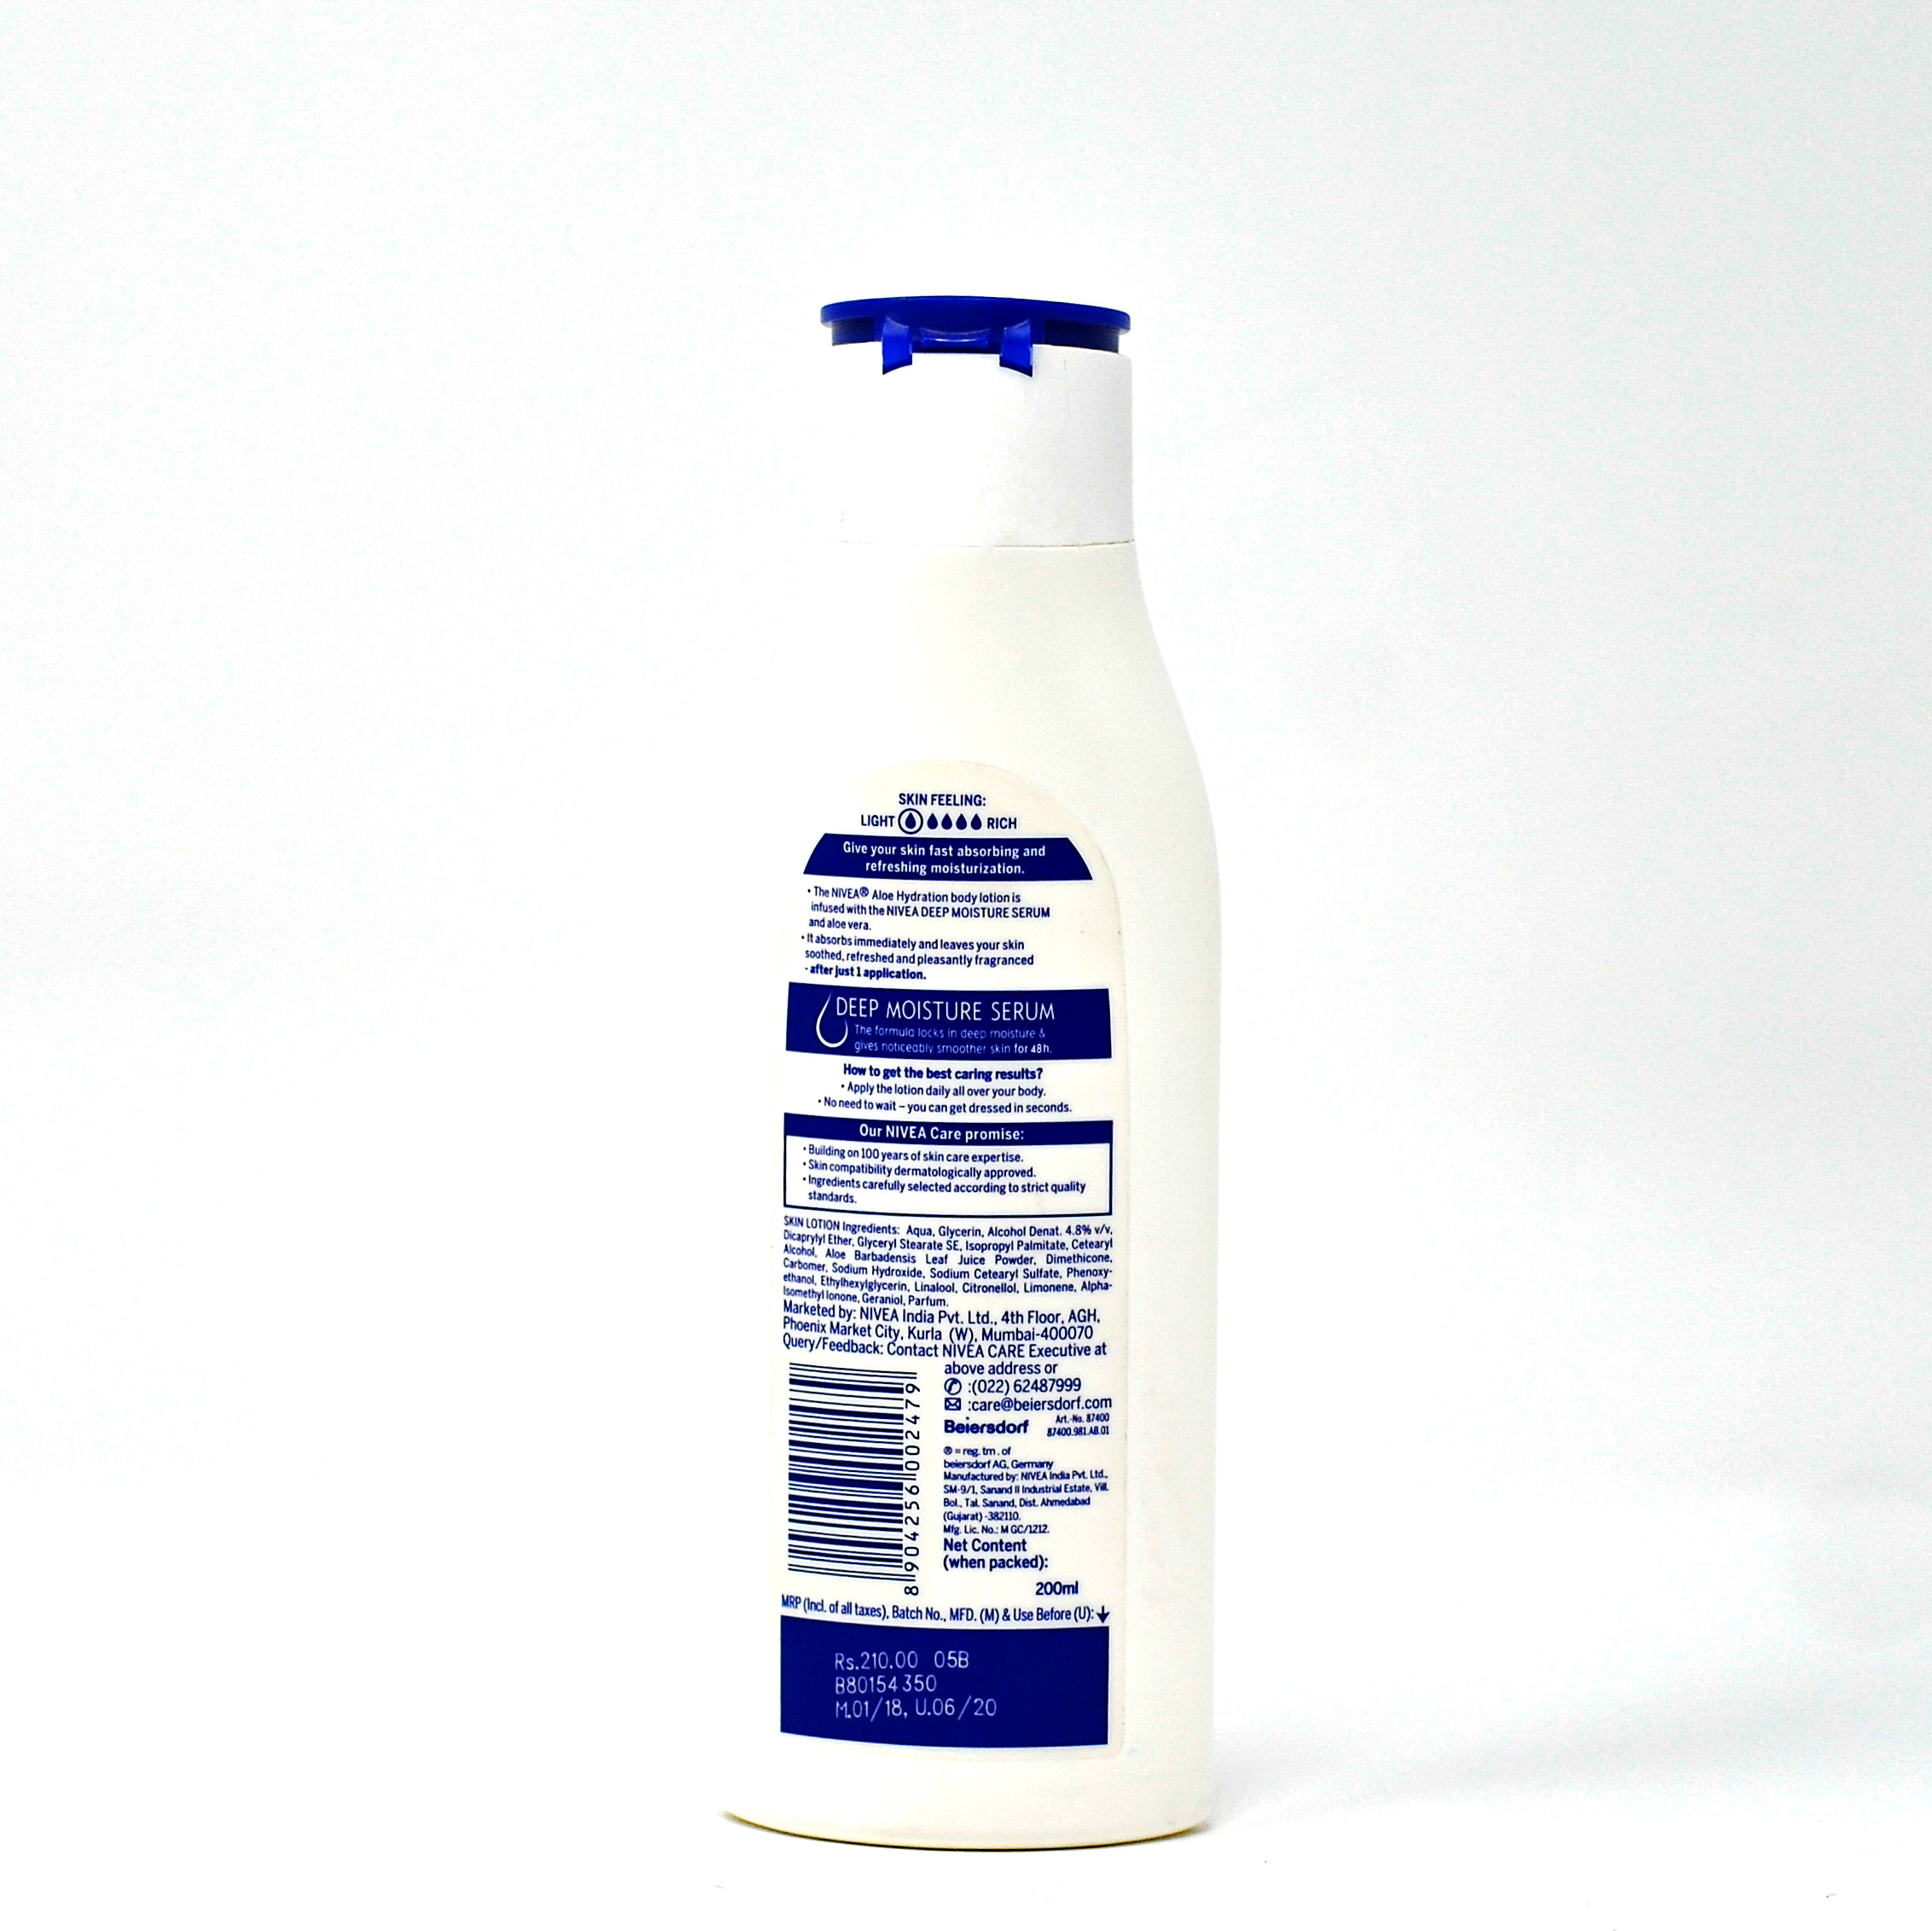 SKIN FEELING:
LIGHT RICH
Give your skin fast absorbing and
refreshing moisturization.
• The NIVEA® Aloe Hydration body lotion is
infused with the NIVEA DEEP MOISTURE SERUM
and aloe vera.
• It absorbs immediately and leaves your skin
soothed, refreshed and pleasantly fragranced
- after just 1 application.
DEEP MOISTURE SERUM
The formula locks in deep moisture &
gives noticeably smoother skin for 48h.
How to get the best caring results?
• Apply the lotion daily all over your body.
• No need to wait – you can get dressed in seconds.
Our NIVEA Care promise:
• Building on 100 years of skin care expertise.
• Skin compatibility dermatologically approved.
• Ingredients carefully selected according to strict quality
standards.
SKIN LOTION Ingredients: Aqua, Glycerin, Alcohol Denat. 4.8% v/v,
Dicaprylyl Ether, Glyceryl Stearate SE, Isopropyl Palmitate, Cetearyl
Alcohol, Aloe Barbadensis Leaf Juice Powder, Dimethicone,
Carbomer, Sodium Hydroxide, Sodium Cetearyl Sulfate, Phenoxy-
ethanol, Ethylhexylglycerin, Linalool, Citronellol, Limonene, Alpha-
Isomethyl Ionone, Geraniol, Parfum.
Marketed by: NIVEA India Pvt. Ltd., 4th Floor, AGH,
Phoenix Market City, Kurla (W), Mumbai-400070
Query/Feedback: Contact NIVEA CARE Executive at
above address or
:(022) 62487999
:care@beiersdorf.com
Beiersdorf
Art.-No. 87400
87400.981.AB.01
® = reg. tm. of
beiersdorf AG, Germany
Manufactured by: NIVEA India Pvt. Ltd.,
SM-9/1, Sanand II Industrial Estate, Vill.
Bol., Tal. Sanand, Dist. Ahmedabad
(Gujarat) -382110.
Mfg. Lic. No.: M GC/1212.
Net Content
(when packed):
200ml
8 904256 002479
MRP (Incl. of all taxes), Batch No., MFD. (M) & Use Before (U):
Rs.210.00 05B
B80154350
M.01/18, U.06/20